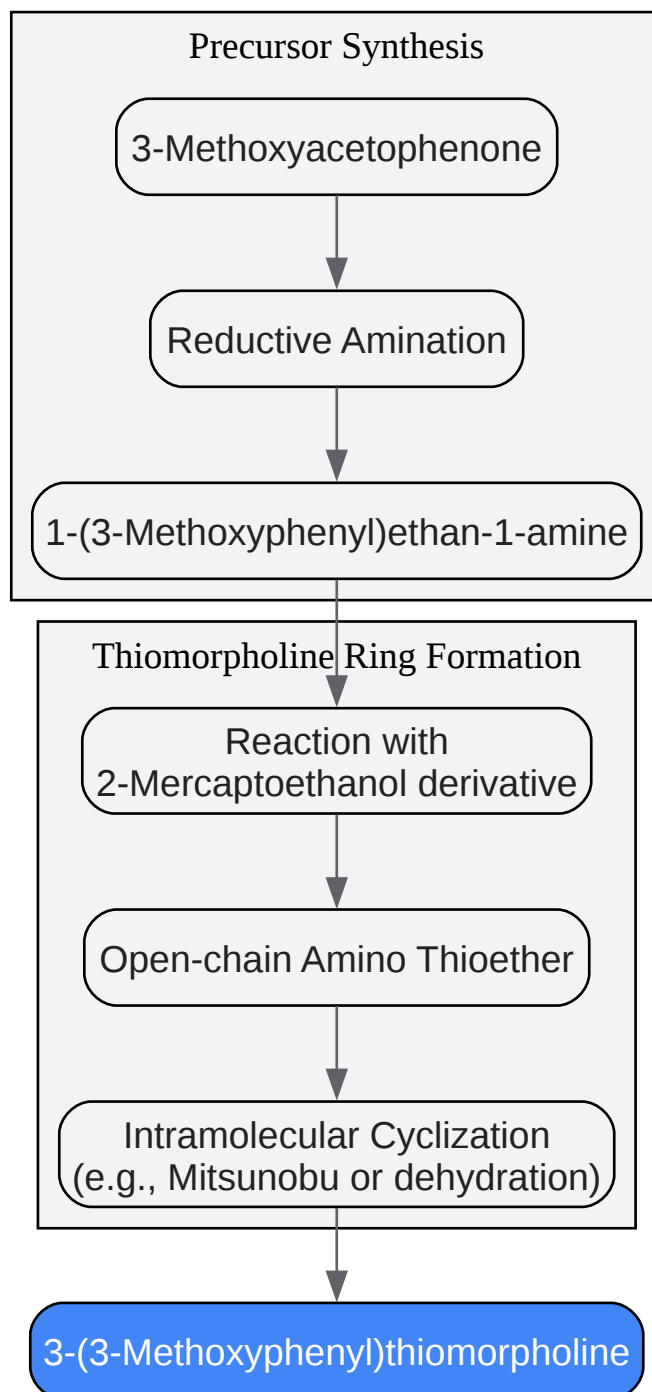 Precursor Synthesis
3-Methoxyacetophenone
Reductive Amination
1-(3-Methoxyphenyl)ethan-1-amine
Thiomorpholine Ring Formation
Reaction with
2-Mercaptoethanol derivative
Open-chain Amino Thioether
Intramolecular Cyclization
(e.g., Mitsunobu or dehydration)
3-(3-Methoxyphenyl)thiomorpholine